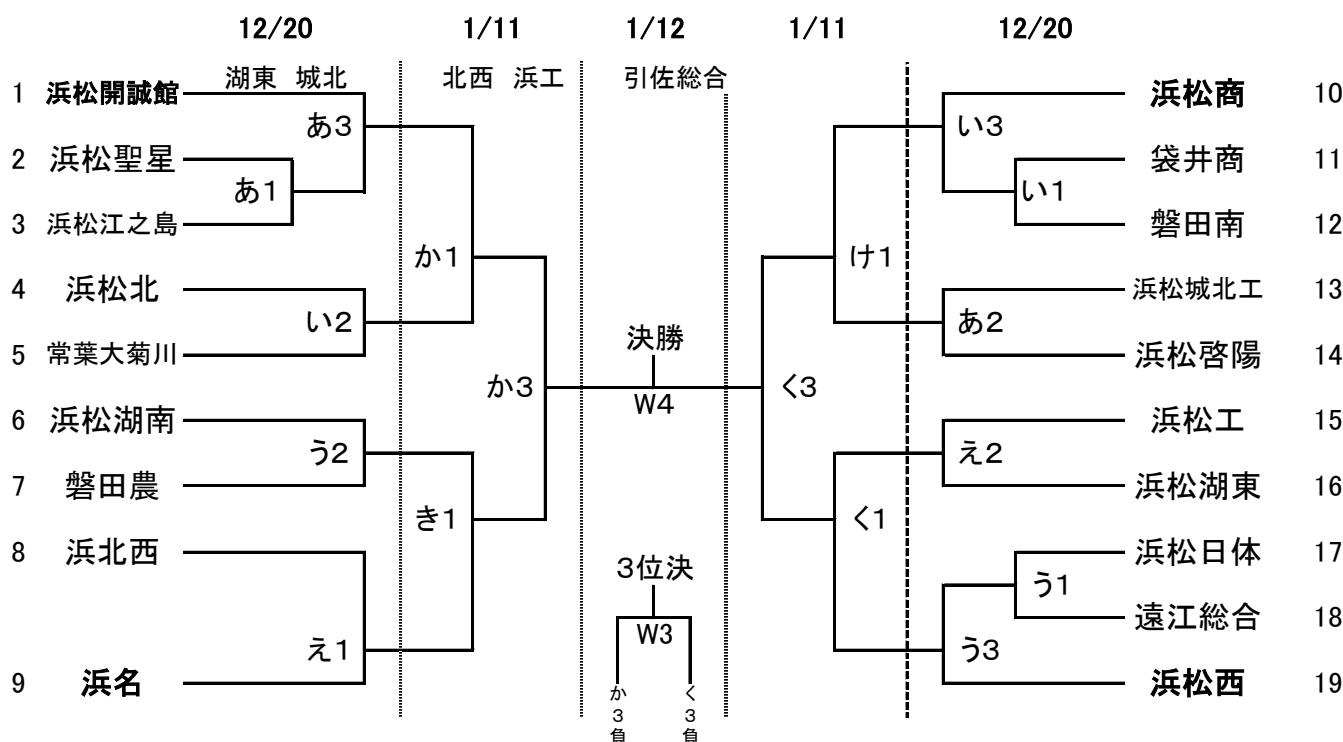 12/20 1/11 1/12 1/11 12/20
湖東 城北 北西 浜工 引佐総合
1 浜松開誠館 浜松商 10
あ3 い3
2 浜松聖星 袋井商 11
あ1 い1
3 浜松江之島 磐田南 12
か1 け1
4 浜松北 浜松城北工 13
い2 あ2
決勝
5 常葉大菊川 浜松啓陽 14
か3 く3
W4
6 浜松湖南 浜松工 15
う2 え2
7 磐田農 浜松湖東 16
き1 く1
8 浜北西 浜松日体 17
3位決
う1
遠江総合 18
W3
え1 う3
9 浜名 浜松西 19
か3負 く3負